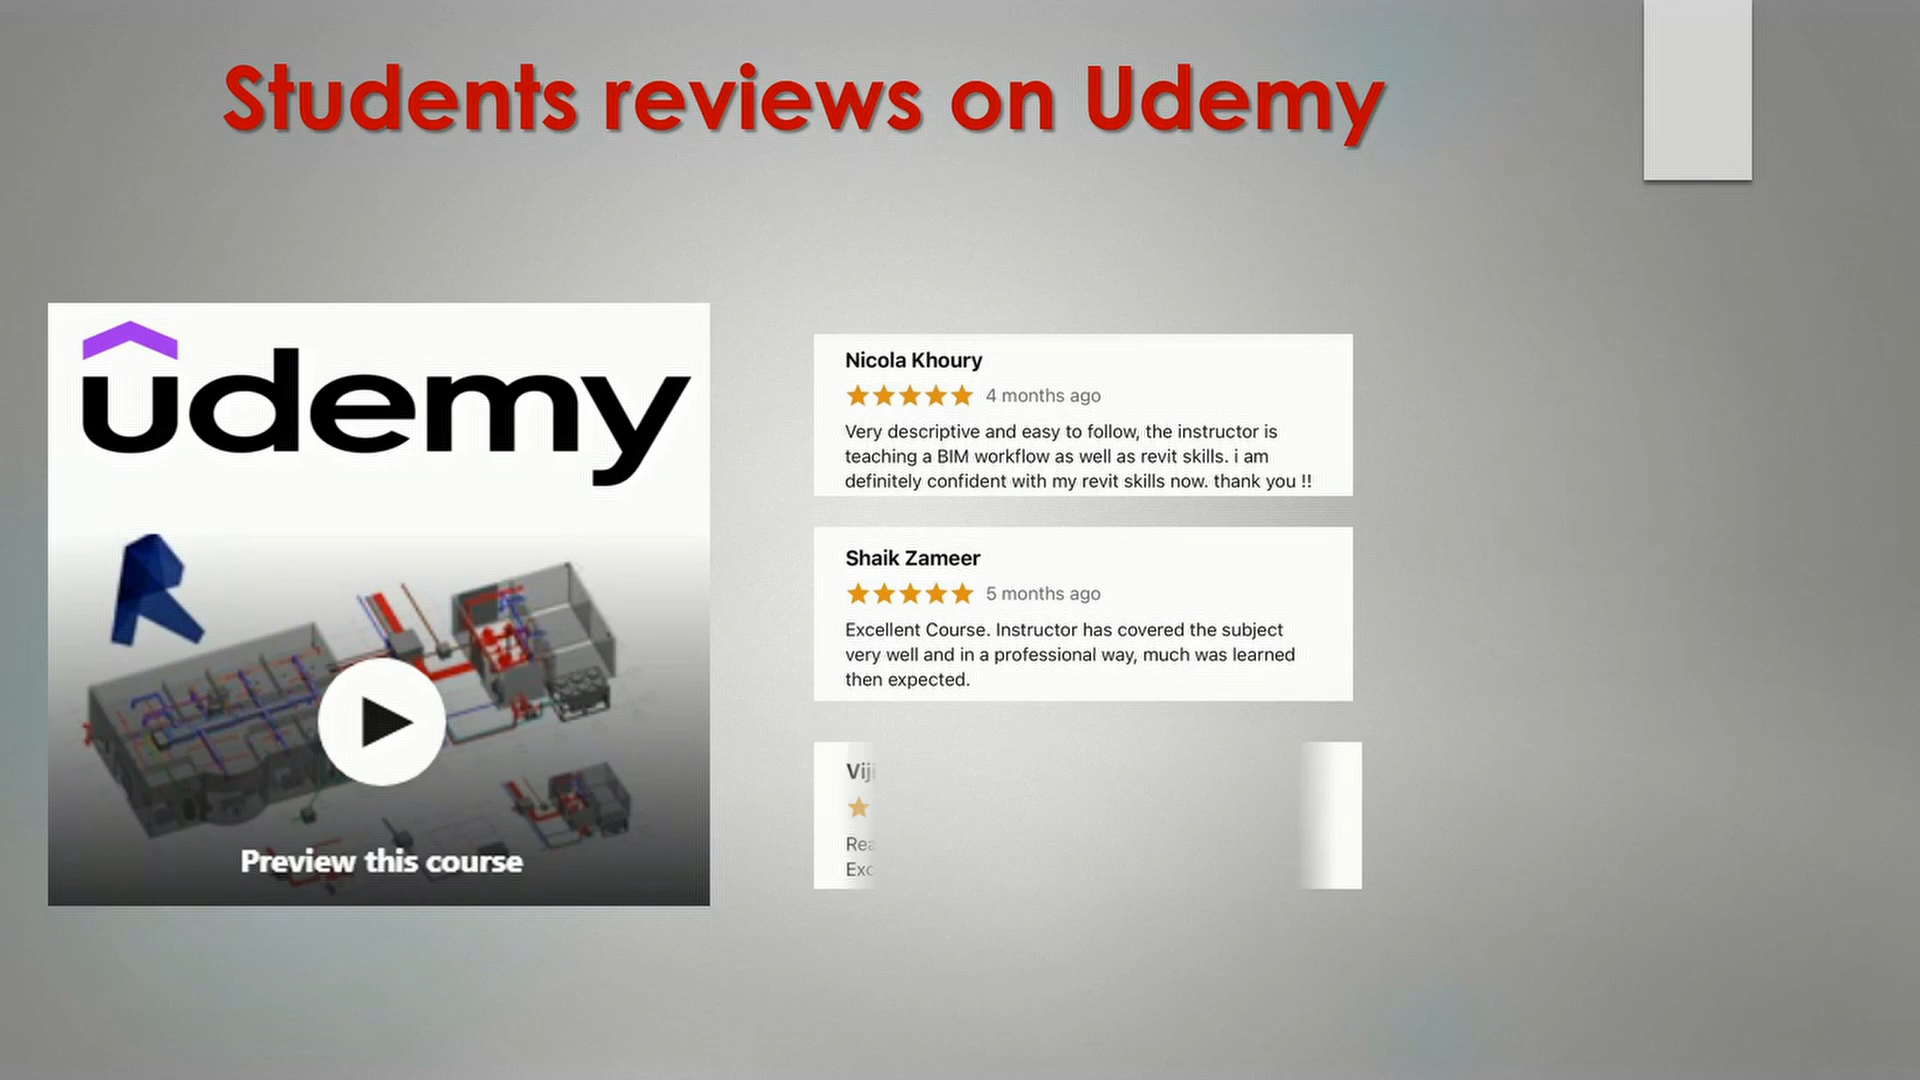 Students reviews on Udemy
udemy
Preview this course
Nicola Khoury
4 months ago
Very descriptive and easy to follow, the instructor is
teaching a BIM workflow as well as revit skills. i am
definitely confident with my revit skills now. thank you !!
Shaik Zameer
5 months ago
Excellent Course. Instructor has covered the subject
very well and in a professional way, much was learned
then expected.